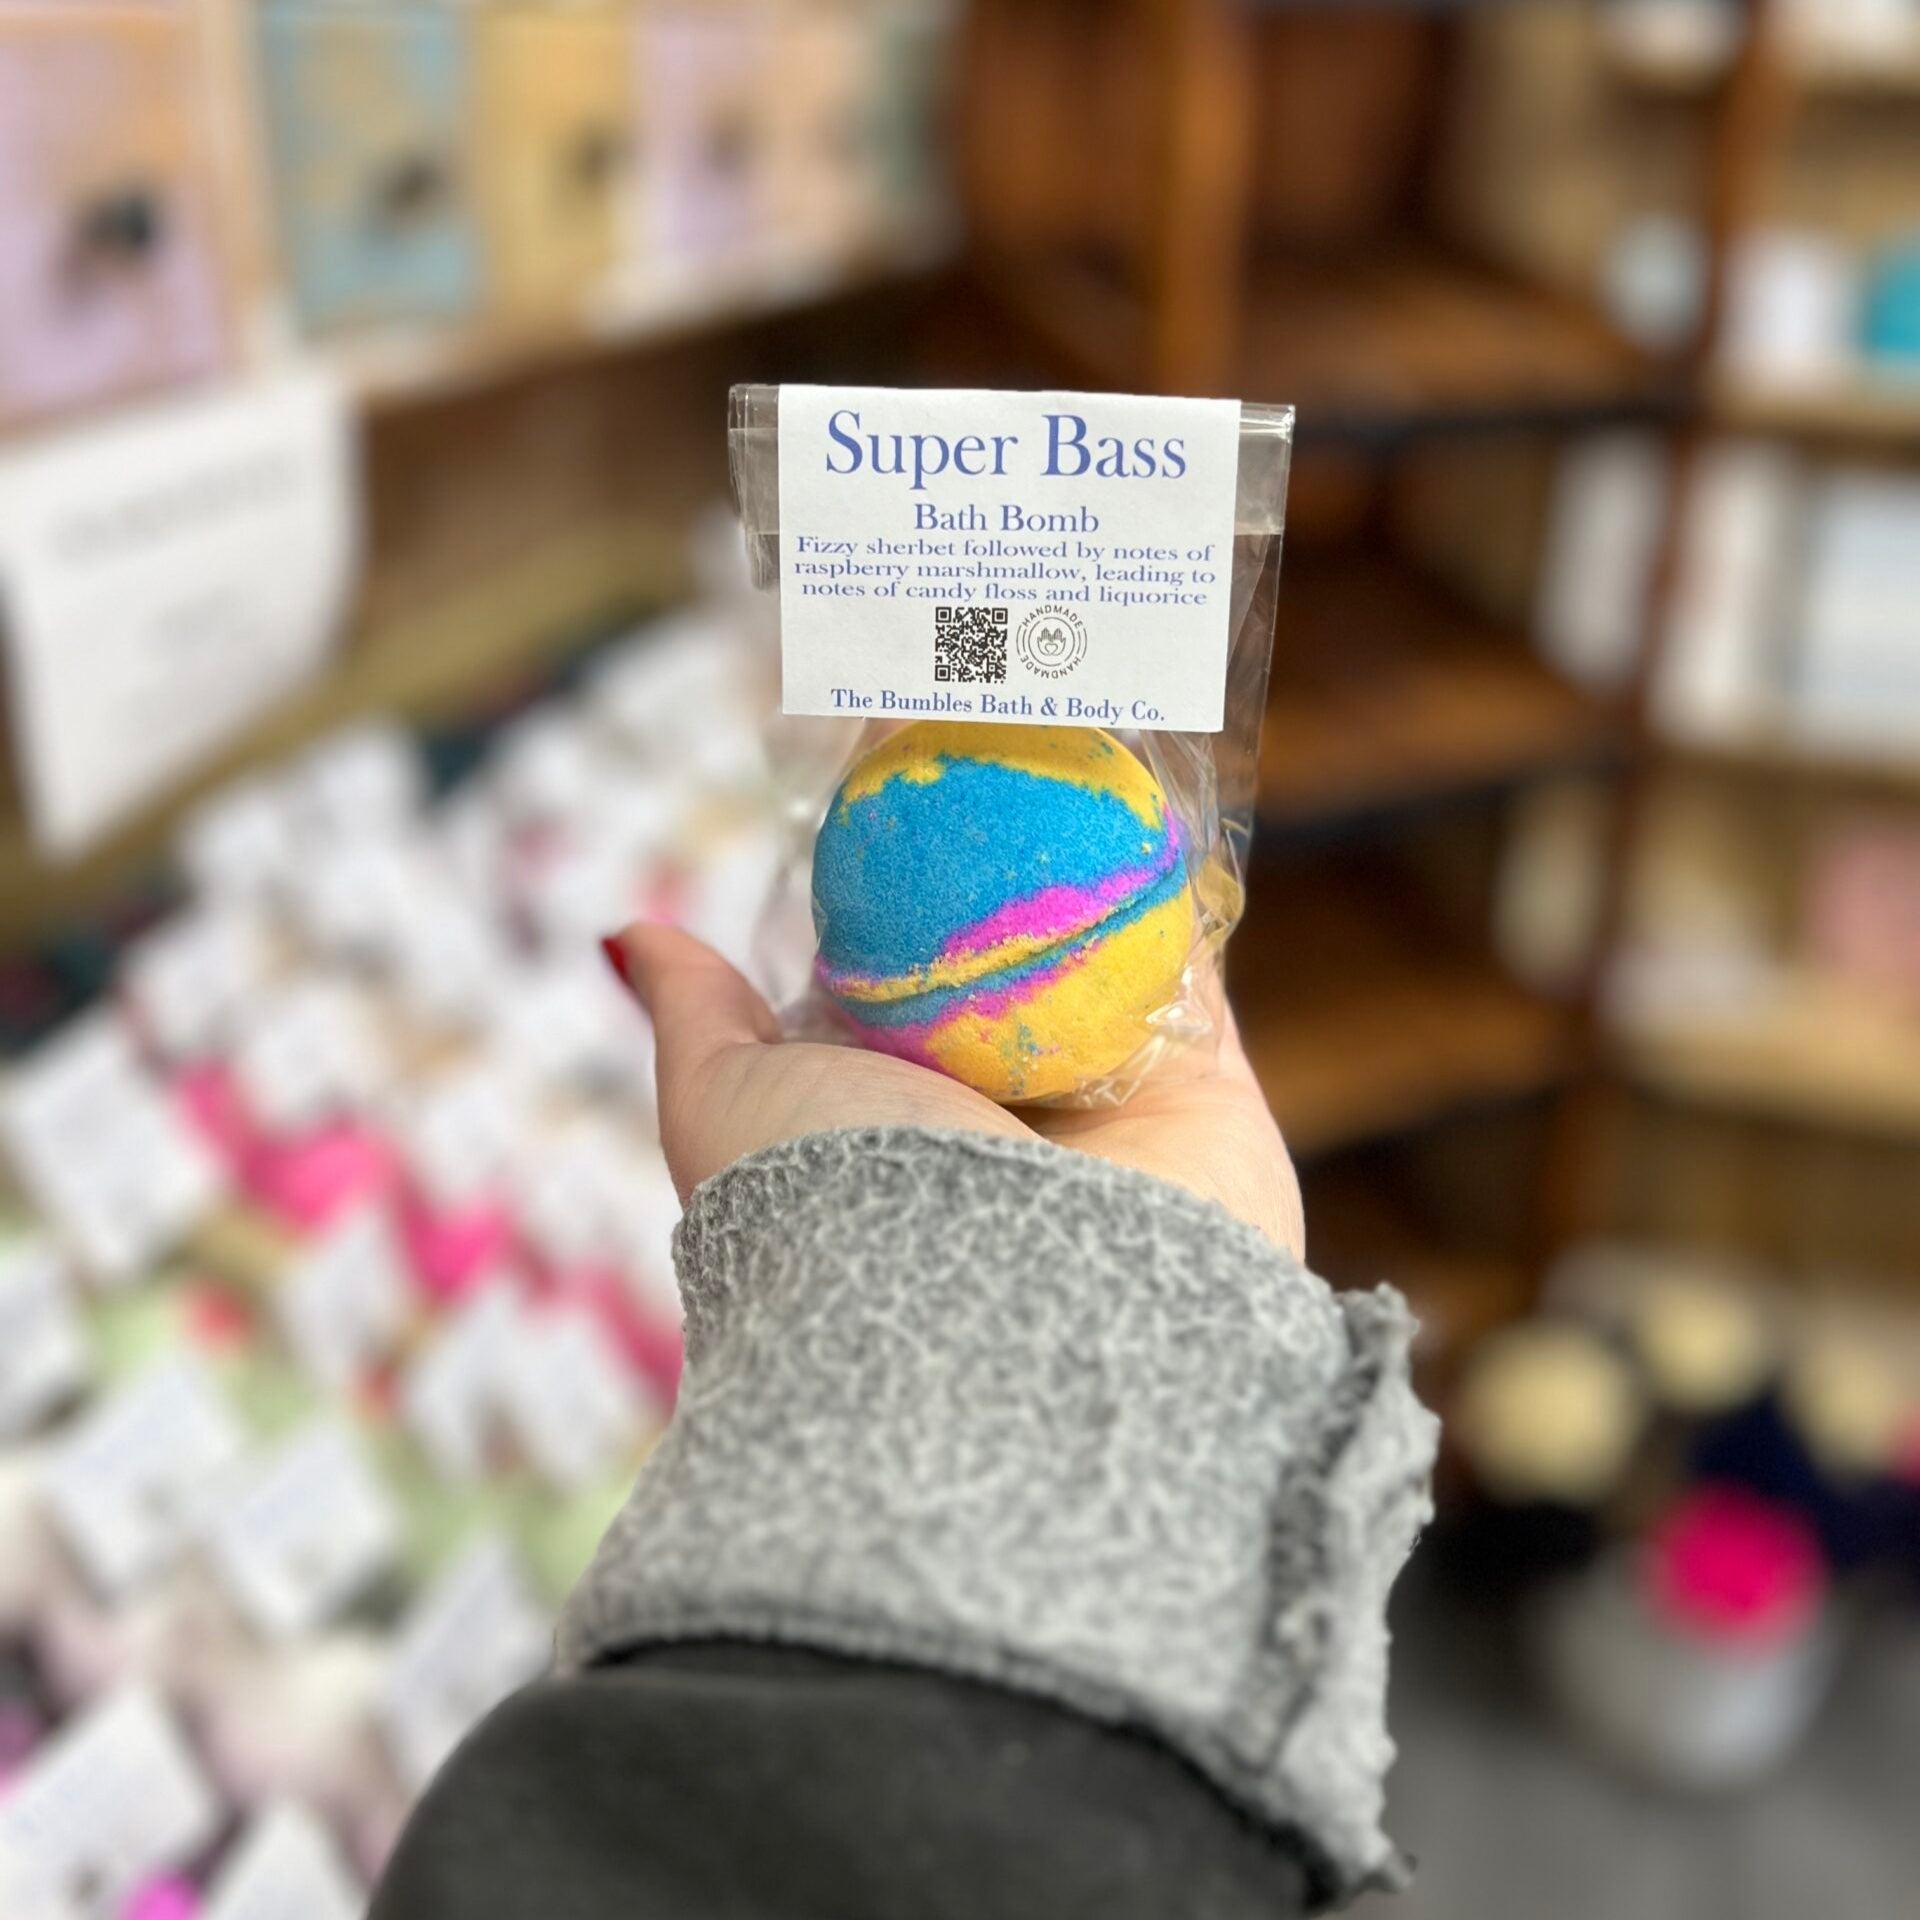 Super Bass
Bath Bomb
Fizzy sherbet followed by notes of
raspberry marshmallow, leading to
notes of candy floss and liquorice
HANDMADE
HANDMADE
The Bumbles Bath & Body Co.